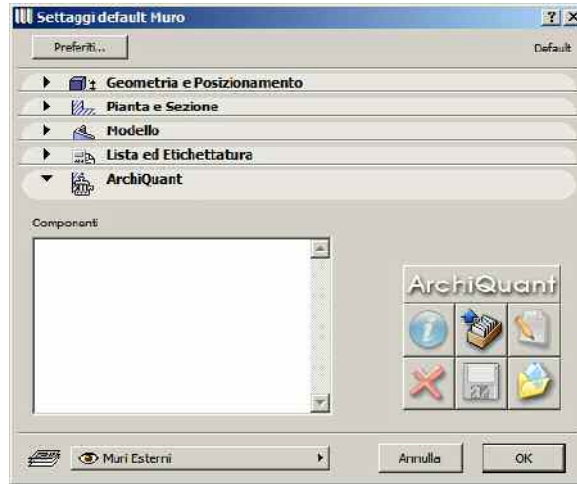 Settaggi default Muro
Preferiti...
Default
Geometria e Posizionamento
Pianta e Sezione
Modello
Lista ed Etichettatura
ArchiQuant
Componenti
ArchiQuant
Muri Esterni
Annulla
OK